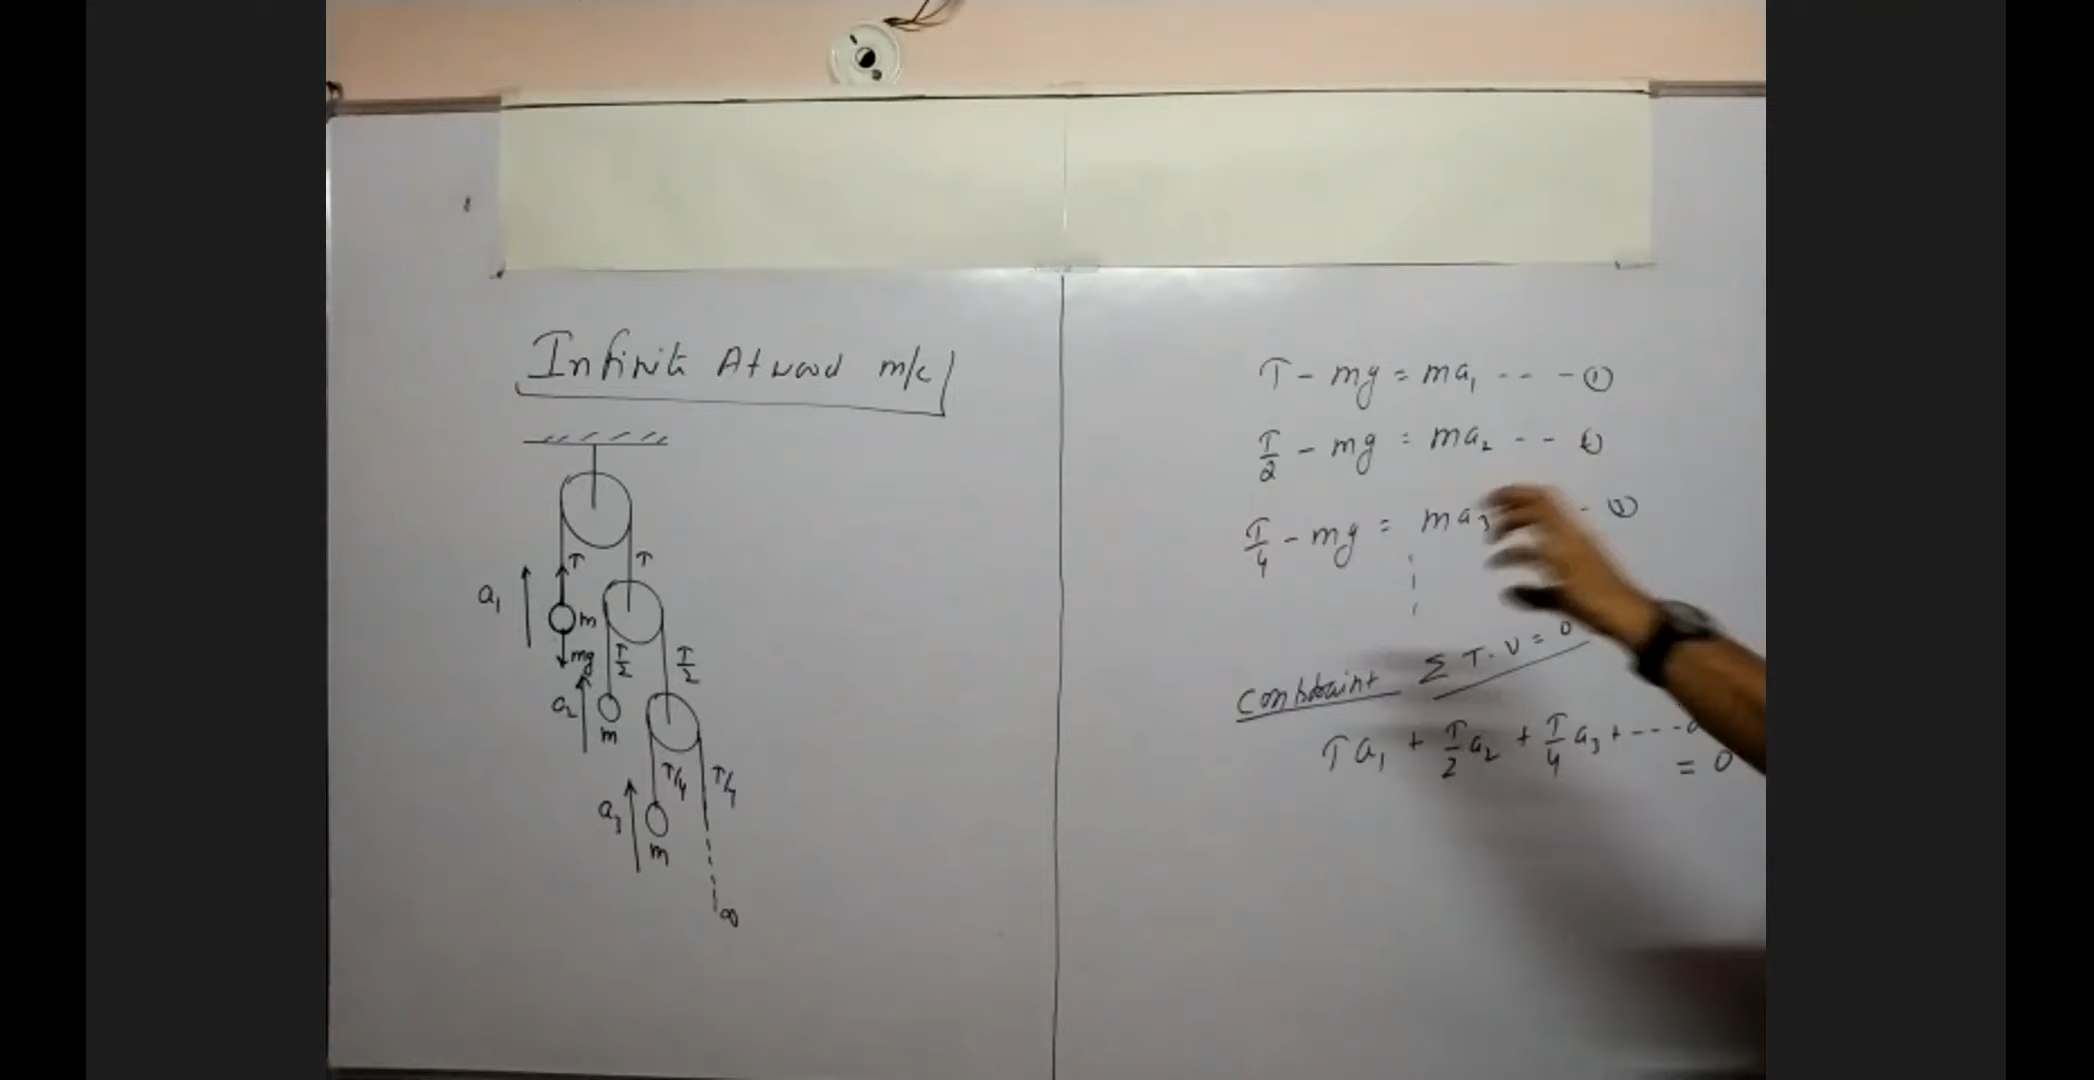 Infinite Atwood m/c
T
T
a₁
m
mg
T/2
T/2
a₂
m
T/4
T/4
a₃
m
∞
T - mg = ma₁ - - - ①
T/2 - mg = ma₂ - - ②
T/4 - mg = ma₃ - ③
Constraint Σ T. v = 0
Ta₁ + T/2 a₂ + T/4 a₃ + - - -
= 0